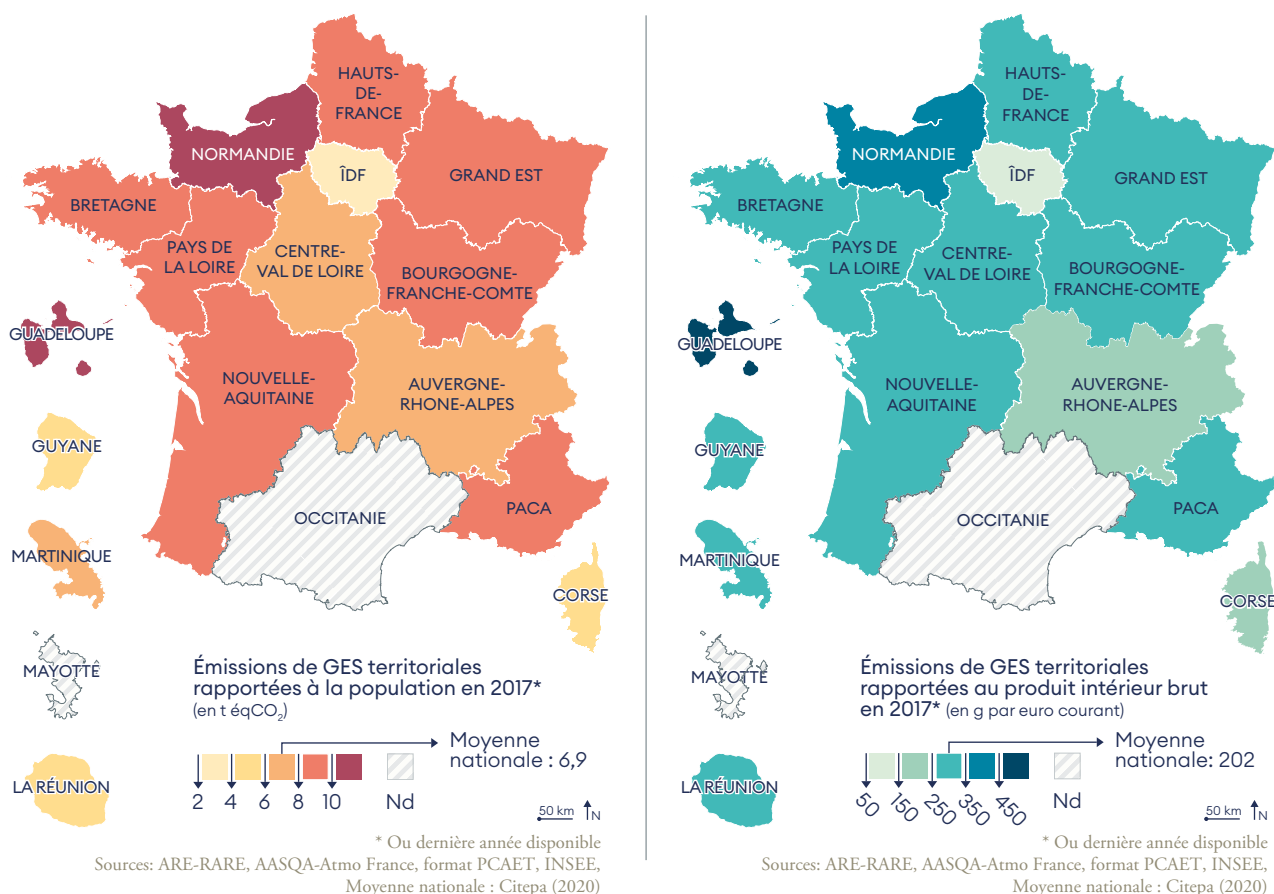 HAUTS-
DE-
FRANCE
NORMANDIE
ÎDF
GRAND EST
BRETAGNE
PAYS DE
LA LOIRE
CENTRE-
VAL DE LOIRE
BOURGOGNE-
FRANCHE-COMTE
GUADELOUPE
NOUVELLE-
AQUITAINE
AUVERGNE-
RHONE-ALPES
GUYANE
OCCITANIE
PACA
MARTINIQUE
CORSE
MAYOTTE
LA RÉUNION
Émissions de GES territoriales
rapportées à la population en 2017*
(en t éqCO₂)
Moyenne
nationale : 6,9
2 4 6 8 10 Nd
50 km N
* Ou dernière année disponible
Sources: ARE-RARE, AASQA-Atmo France, format PCAET, INSEE,
Moyenne nationale : Citepa (2020)
HAUTS-
DE-
FRANCE
NORMANDIE
ÎDF
GRAND EST
BRETAGNE
PAYS DE
LA LOIRE
CENTRE-
VAL DE LOIRE
BOURGOGNE-
FRANCHE-COMTE
GUADELOUPE
NOUVELLE-
AQUITAINE
AUVERGNE-
RHONE-ALPES
GUYANE
OCCITANIE
PACA
MARTINIQUE
CORSE
MAYOTTE
LA RÉUNION
Émissions de GES territoriales
rapportées au produit intérieur brut
en 2017* (en g par euro courant)
Moyenne
nationale: 202
50 150 250 350 450 Nd
50 km N
* Ou dernière année disponible
Sources: ARE-RARE, AASQA-Atmo France, format PCAET, INSEE,
Moyenne nationale : Citepa (2020)